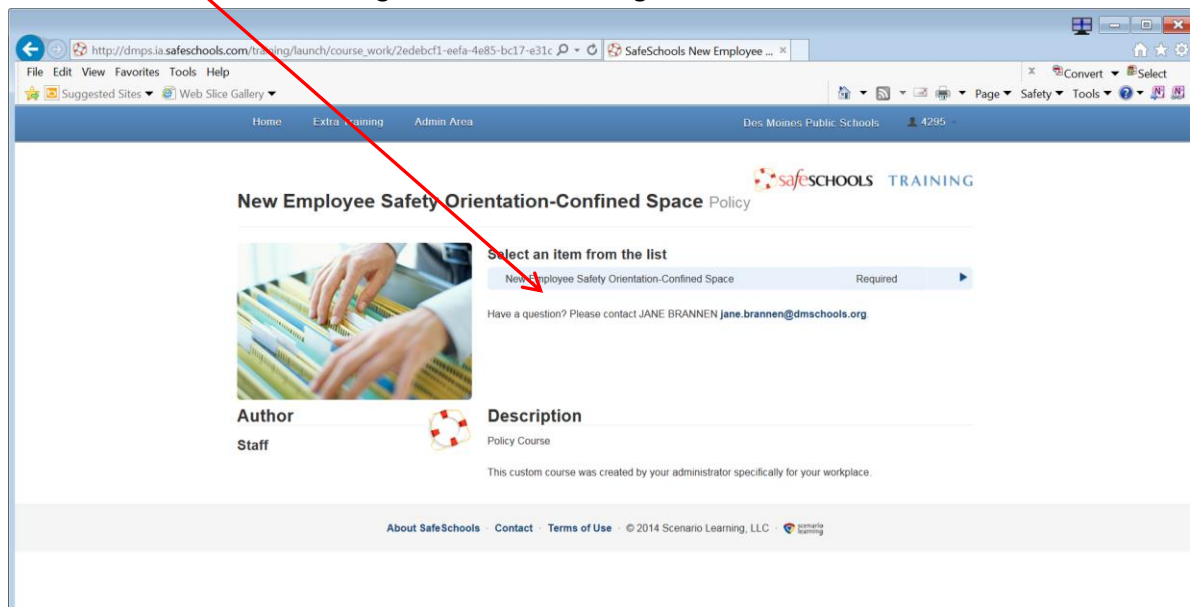 http://dmps.ia.safeschools.com/training/launch/course_work/2edebcf1-eefa-4e85-bc17-e31c
SafeSchools New Employee ...
File Edit View Favorites Tools Help
Convert Select
Suggested Sites Web Slice Gallery
Page Safety Tools
Home Extra Training Admin Area Des Moines Public Schools 4295
safeSCHOOLS TRAINING
New Employee Safety Orientation-Confined Space Policy
Select an item from the list
New Employee Safety Orientation-Confined Space Required
Have a question? Please contact JANE BRANNEN jane.brannen@dmschools.org.
Author
Staff
Description
Policy Course
This custom course was created by your administrator specifically for your workplace.
About SafeSchools · Contact · Terms of Use · © 2014 Scenario Learning, LLC · scenario learning